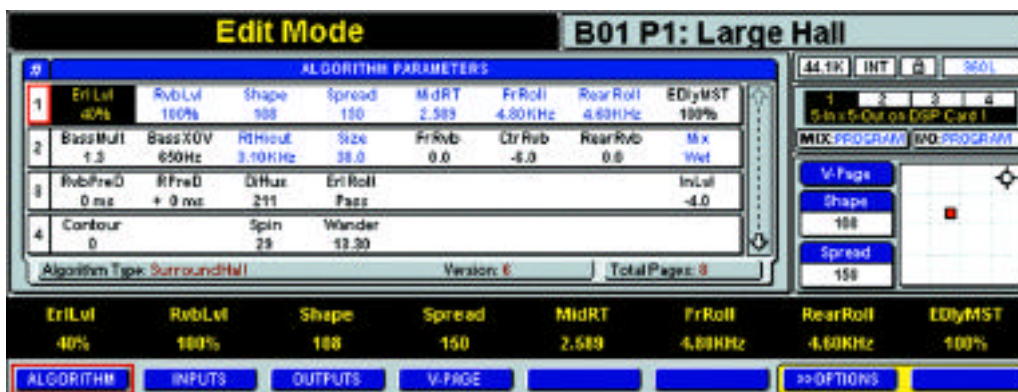 Edit Mode
B01 P1: Large Hall
# ALGORITHM PARAMETERS
44.1K INT 960L
1 ErlLvl RvbLvl Shape Spread MidRT FrRoll RearRoll EDlyMST
40% 100% 108 150 2.589 4.80KHz 4.60KHz 100%
1 2 3 4
5-In x 5-Out on DSP Card 1
2 BassMult BassXOV RtHicut Size FrRvb CtrRvb RearRvb Mix
1.3 650Hz 3.10KHz 38.0 0.0 -6.0 0.0 Wet
MIX:PROGRAM I/O:PROGRAM
3 RvbPreD RPreD Diffus Erl Roll InLvl
0 ms + 0 ms 211 Pass -4.0
V-Page
Shape
108
Spread
150
4 Contour Spin Wander
0 29 13.30
Algorithm Type: SurroundHall Version: 6 Total Pages: 8
ErlLvl RvbLvl Shape Spread MidRT FrRoll RearRoll EDlyMST
40% 100% 108 150 2.589 4.80KHz 4.60KHz 100%
ALGORITHM INPUTS OUTPUTS V-PAGE >>OPTIONS